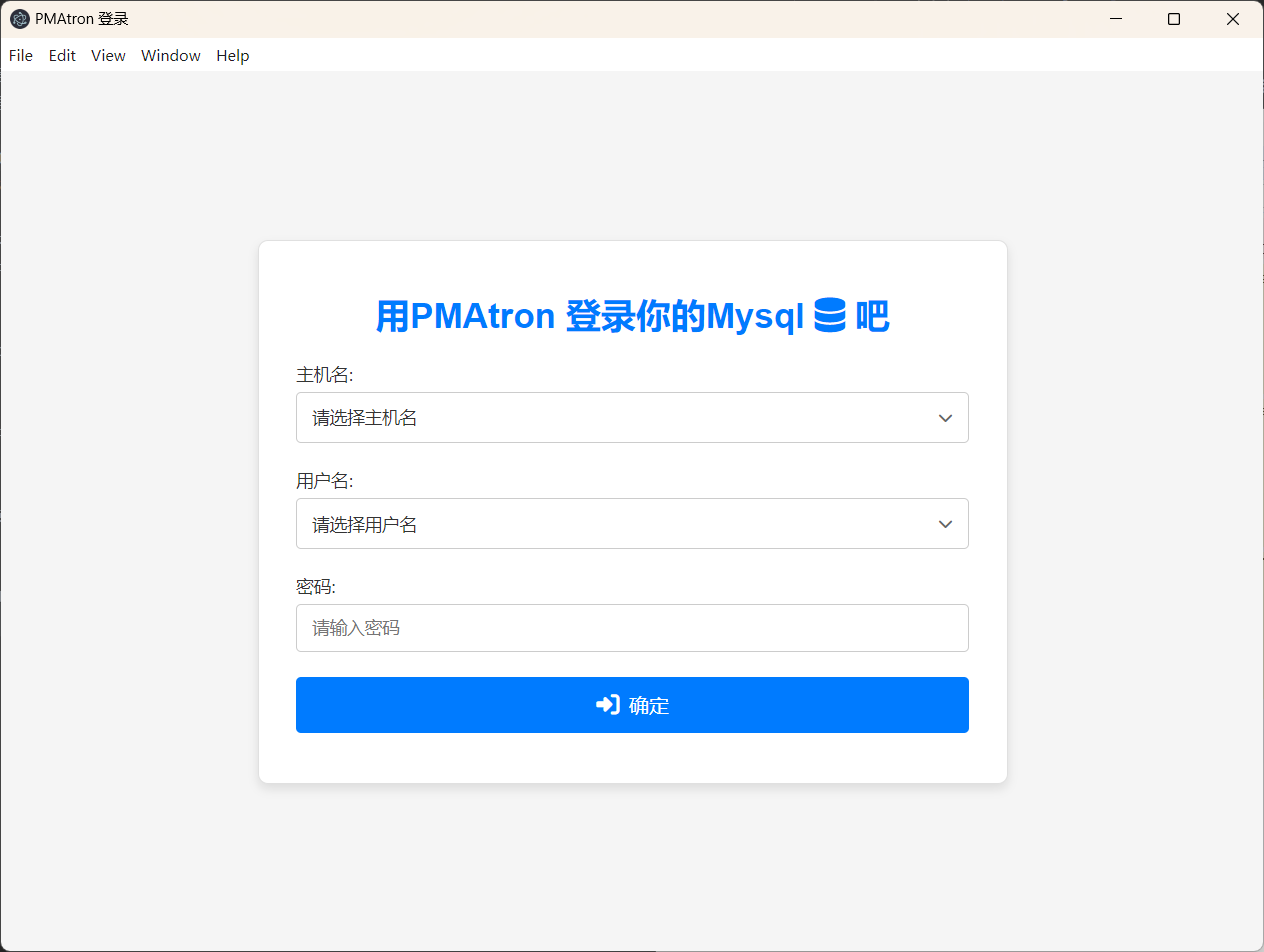 PMAtron 登录
File Edit View Window Help
用PMAtron 登录你的Mysql 吧
主机名:
请选择主机名
用户名:
请选择用户名
密码:
请输入密码
确定